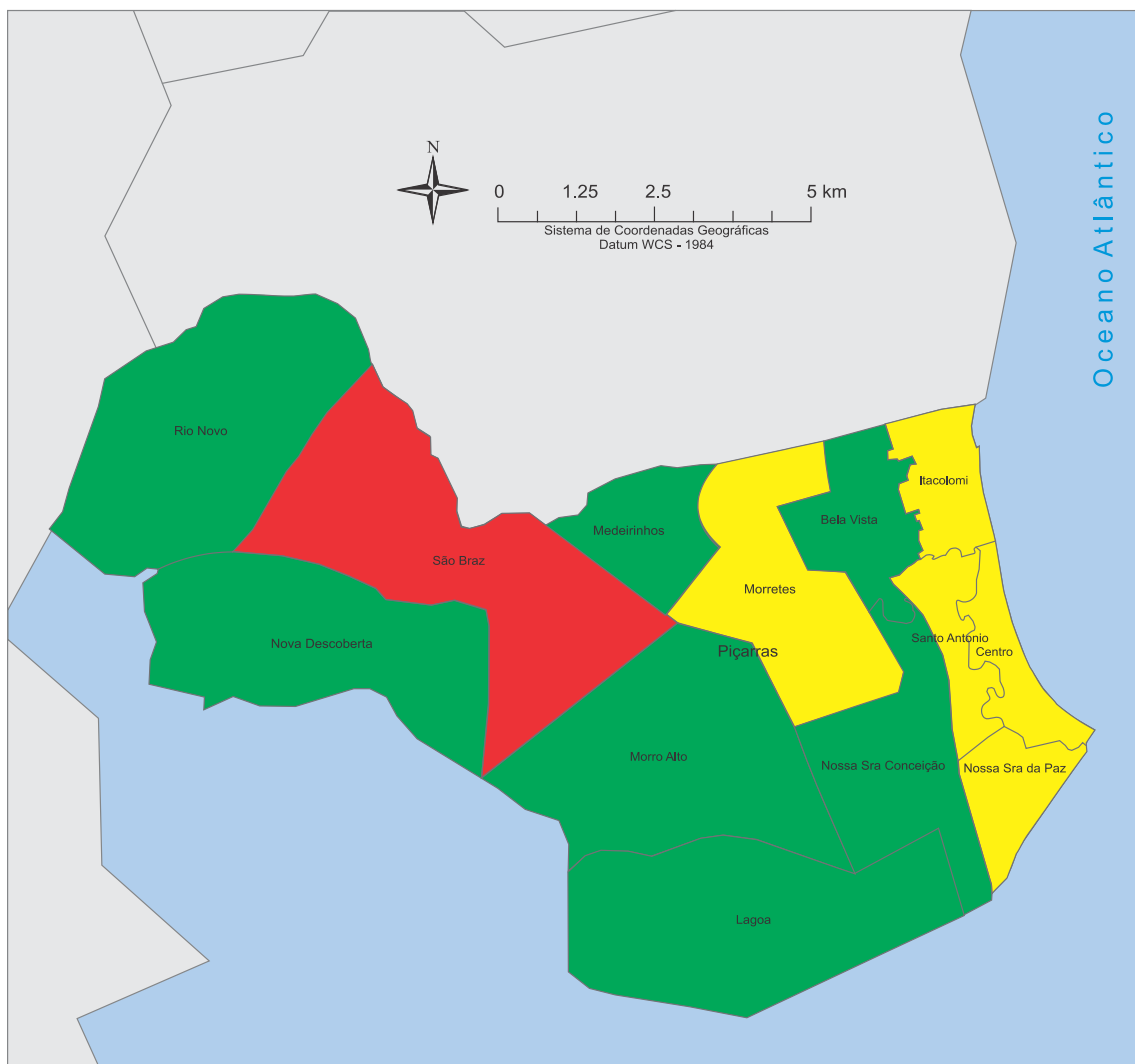 N
0 1.25 2.5 5 km
Sistema de Coordenadas Geográficas
Datum WCS - 1984
Oceano Atlântico
Rio Novo
Itacolomi
Bela Vista
Medeirinhos
São Braz
Morretes
Nova Descoberta
Santo Antonio
Centro
Piçarras
Morro Alto
Nossa Sra Conceição
Nossa Sra da Paz
Lagoa